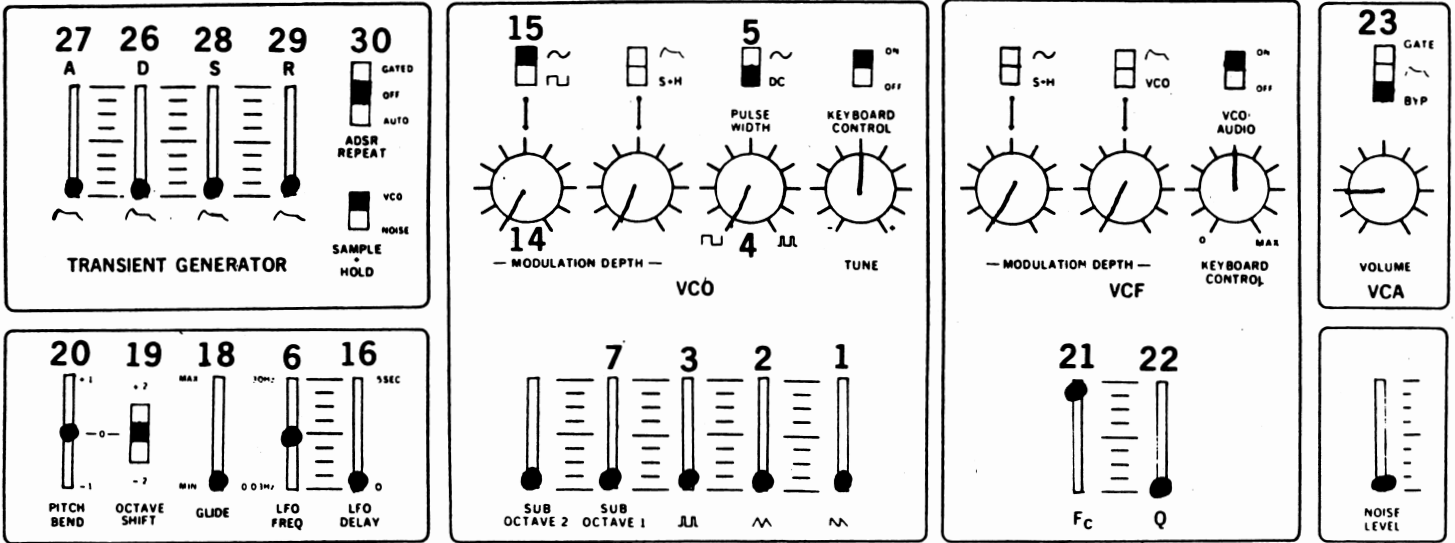 27 26 28 29 30
A D S R
GATED
OFF
AUTO
ADSR
REPEAT
VCO
NOISE
SAMPLE
+
HOLD
TRANSIENT GENERATOR
15 5
S+H
DC
ON
OFF
PULSE
WIDTH
KEYBOARD
CONTROL
14 4
- +
— MODULATION DEPTH —
TUNE
VCO
S+H
VCO
ON
OFF
VCO-
AUDIO
0 MAX
— MODULATION DEPTH —
KEYBOARD
CONTROL
VCF
23
GATE
BYP
VOLUME
VCA
20 19 18 6 16
+1
+2
MAX
30Hz
5SEC
—0—
-1
-2
MIN
0.03Hz
0
PITCH
BEND
OCTAVE
SHIFT
GLIDE
LFO
FREQ
LFO
DELAY
7 3 2 1
SUB
OCTAVE 2
SUB
OCTAVE 1
21 22
Fc Q
NOISE
LEVEL